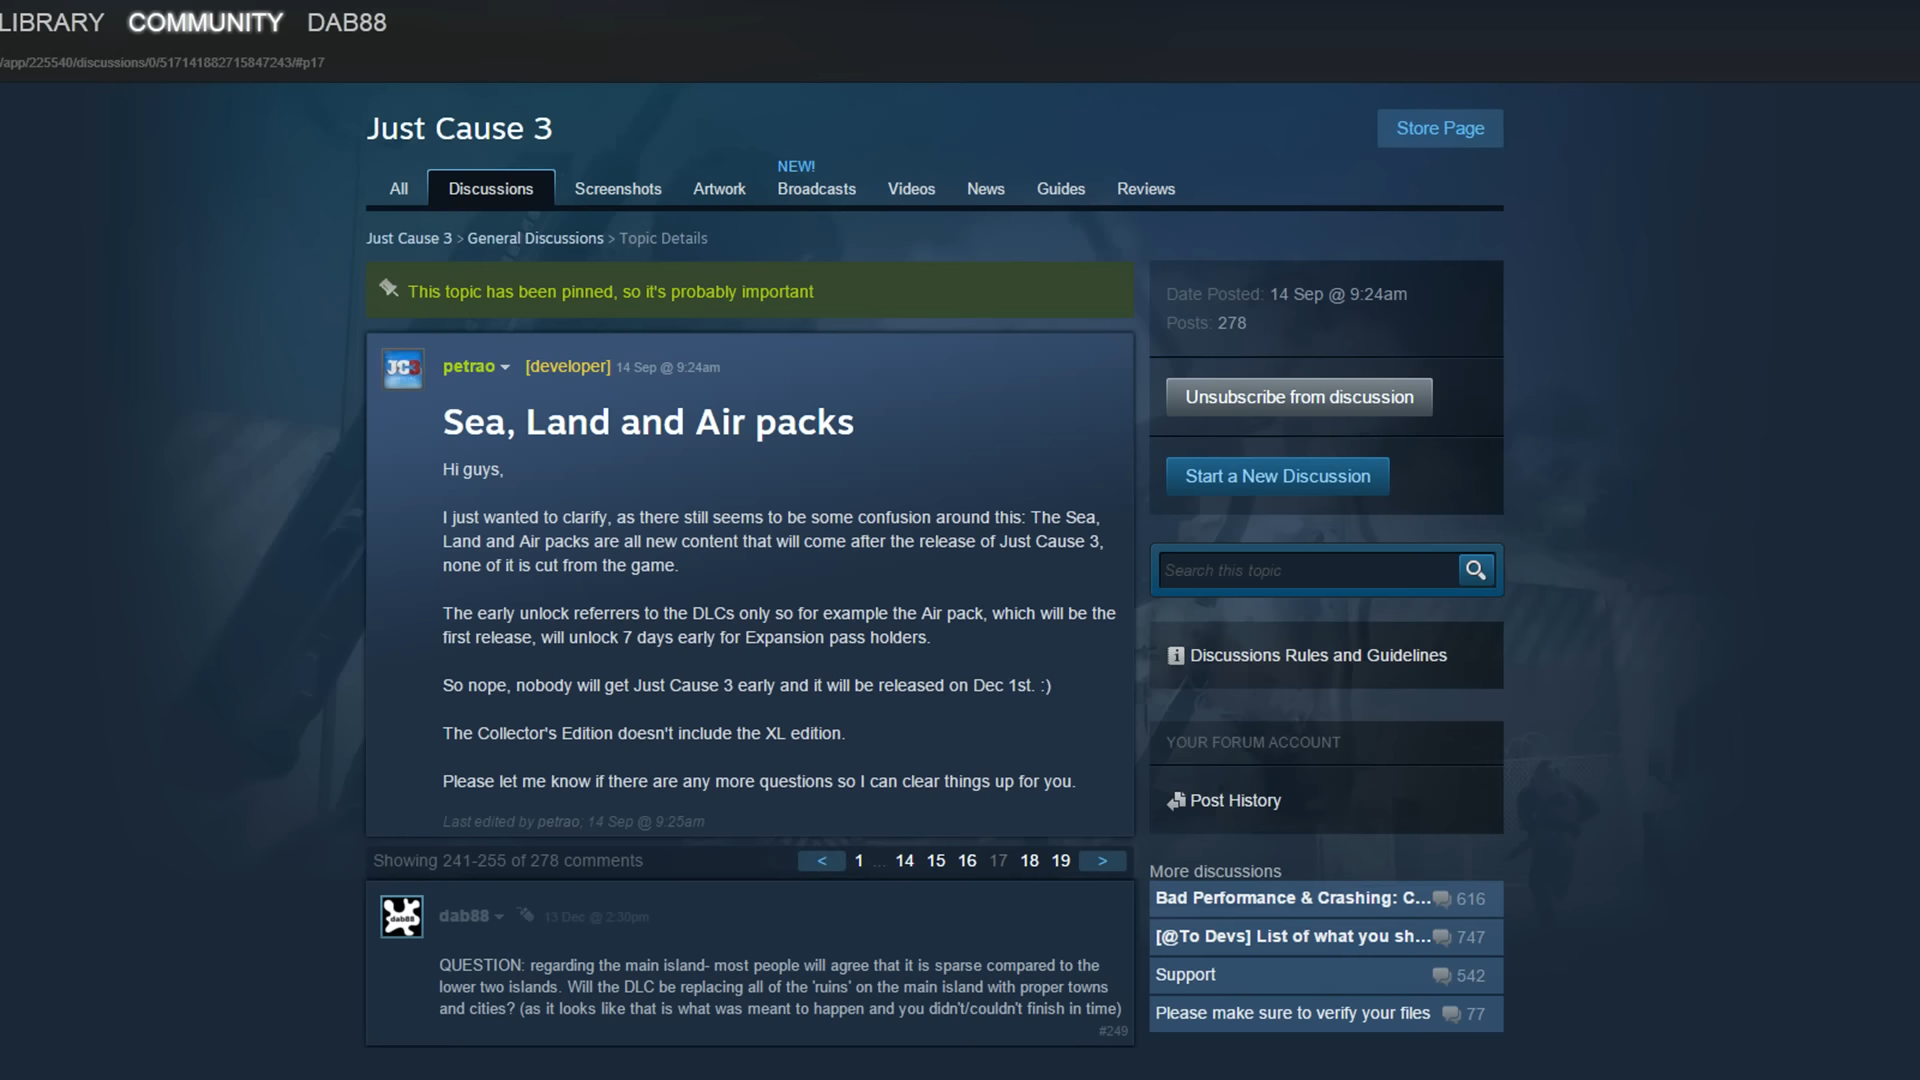 LIBRARY COMMUNITY DAB88
/app/225540/discussions/0/517141882715847243/#p17
Just Cause 3
Store Page
NEW!
All Discussions Screenshots Artwork Broadcasts Videos News Guides Reviews
Just Cause 3 > General Discussions > Topic Details
This topic has been pinned, so it's probably important
JC3
petrao [developer] 14 Sep @ 9:24am
Sea, Land and Air packs
Hi guys,
I just wanted to clarify, as there still seems to be some confusion around this: The Sea,
Land and Air packs are all new content that will come after the release of Just Cause 3,
none of it is cut from the game.
The early unlock referrers to the DLCs only so for example the Air pack, which will be the
first release, will unlock 7 days early for Expansion pass holders.
So nope, nobody will get Just Cause 3 early and it will be released on Dec 1st. :)
The Collector's Edition doesn't include the XL edition.
Please let me know if there are any more questions so I can clear things up for you.
Last edited by petrao; 14 Sep @ 9:25am
Showing 241-255 of 278 comments
< 1 ... 14 15 16 17 18 19 >
dab88
dab88 13 Dec @ 2:30pm
QUESTION: regarding the main island- most people will agree that it is sparse compared to the
lower two islands. Will the DLC be replacing all of the 'ruins' on the main island with proper towns
and cities? (as it looks like that is what was meant to happen and you didn't/couldn't finish in time)
#249
Date Posted: 14 Sep @ 9:24am
Posts: 278
Unsubscribe from discussion
Start a New Discussion
Search this topic
Discussions Rules and Guidelines
YOUR FORUM ACCOUNT
Post History
More discussions
Bad Performance & Crashing: C... 616
[@To Devs] List of what you sh... 747
Support 542
Please make sure to verify your files 77